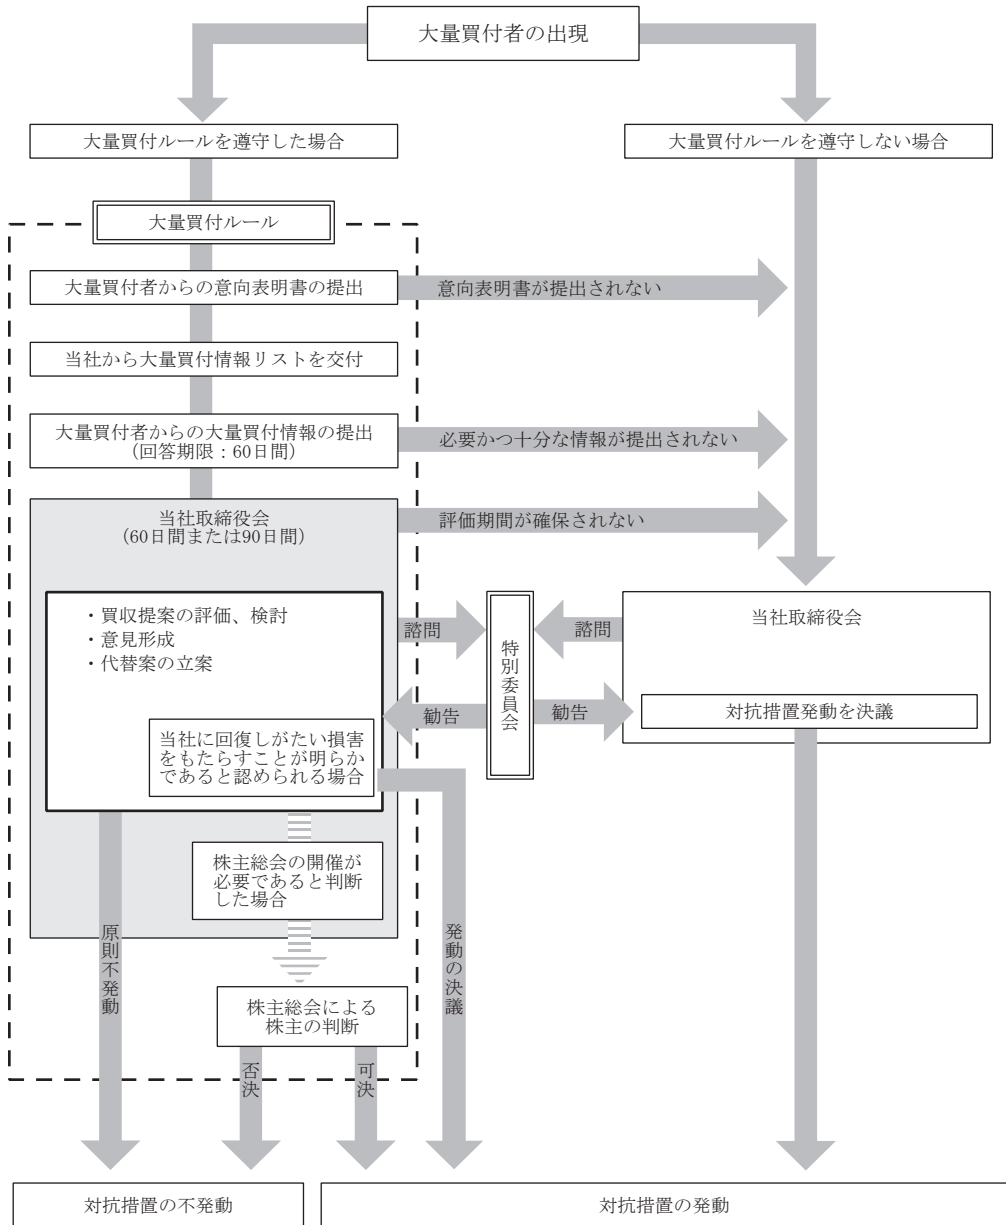 大量買付者の出現
大量買付ルールを遵守した場合
大量買付ルールを遵守しない場合
大量買付ルール
大量買付者からの意向表明書の提出
意向表明書が提出されない
当社から大量買付情報リストを交付
大量買付者からの大量買付情報の提出
(回答期限:60日間)
必要かつ十分な情報が提出されない
当社取締役会
(60日間または90日間)
評価期間が確保されない
・買収提案の評価、検討
・意見形成
・代替案の立案
諮問
特別委員会
諮問
当社取締役会
勧告
勧告
対抗措置発動を決議
当社に回復しがたい損害
をもたらすことが明らか
であると認められる場合
株主総会の開催が
必要であると判断
した場合
原則不発動
発動の決議
株主総会による
株主の判断
否決
可決
対抗措置の不発動
対抗措置の発動